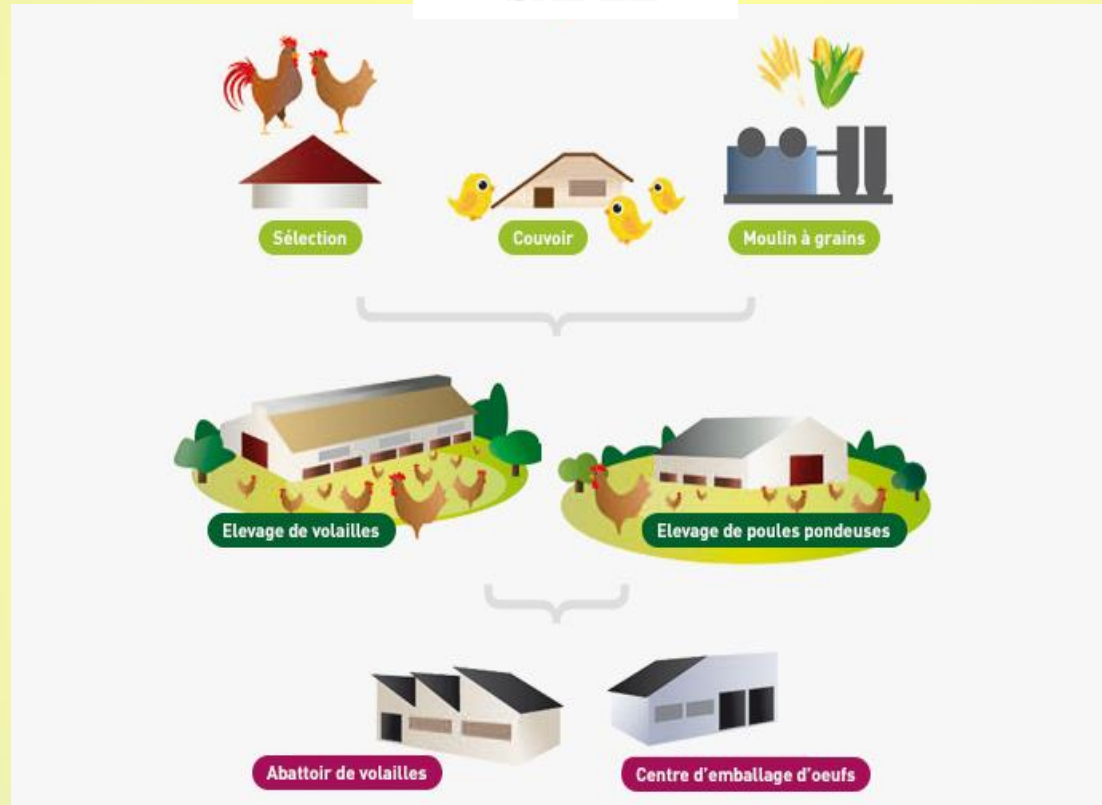 Sélection
Couvoir
Moulin à grains
Elevage de volailles
Elevage de poules pondeuses
Abattoir de volailles
Centre d'emballage d'oeufs